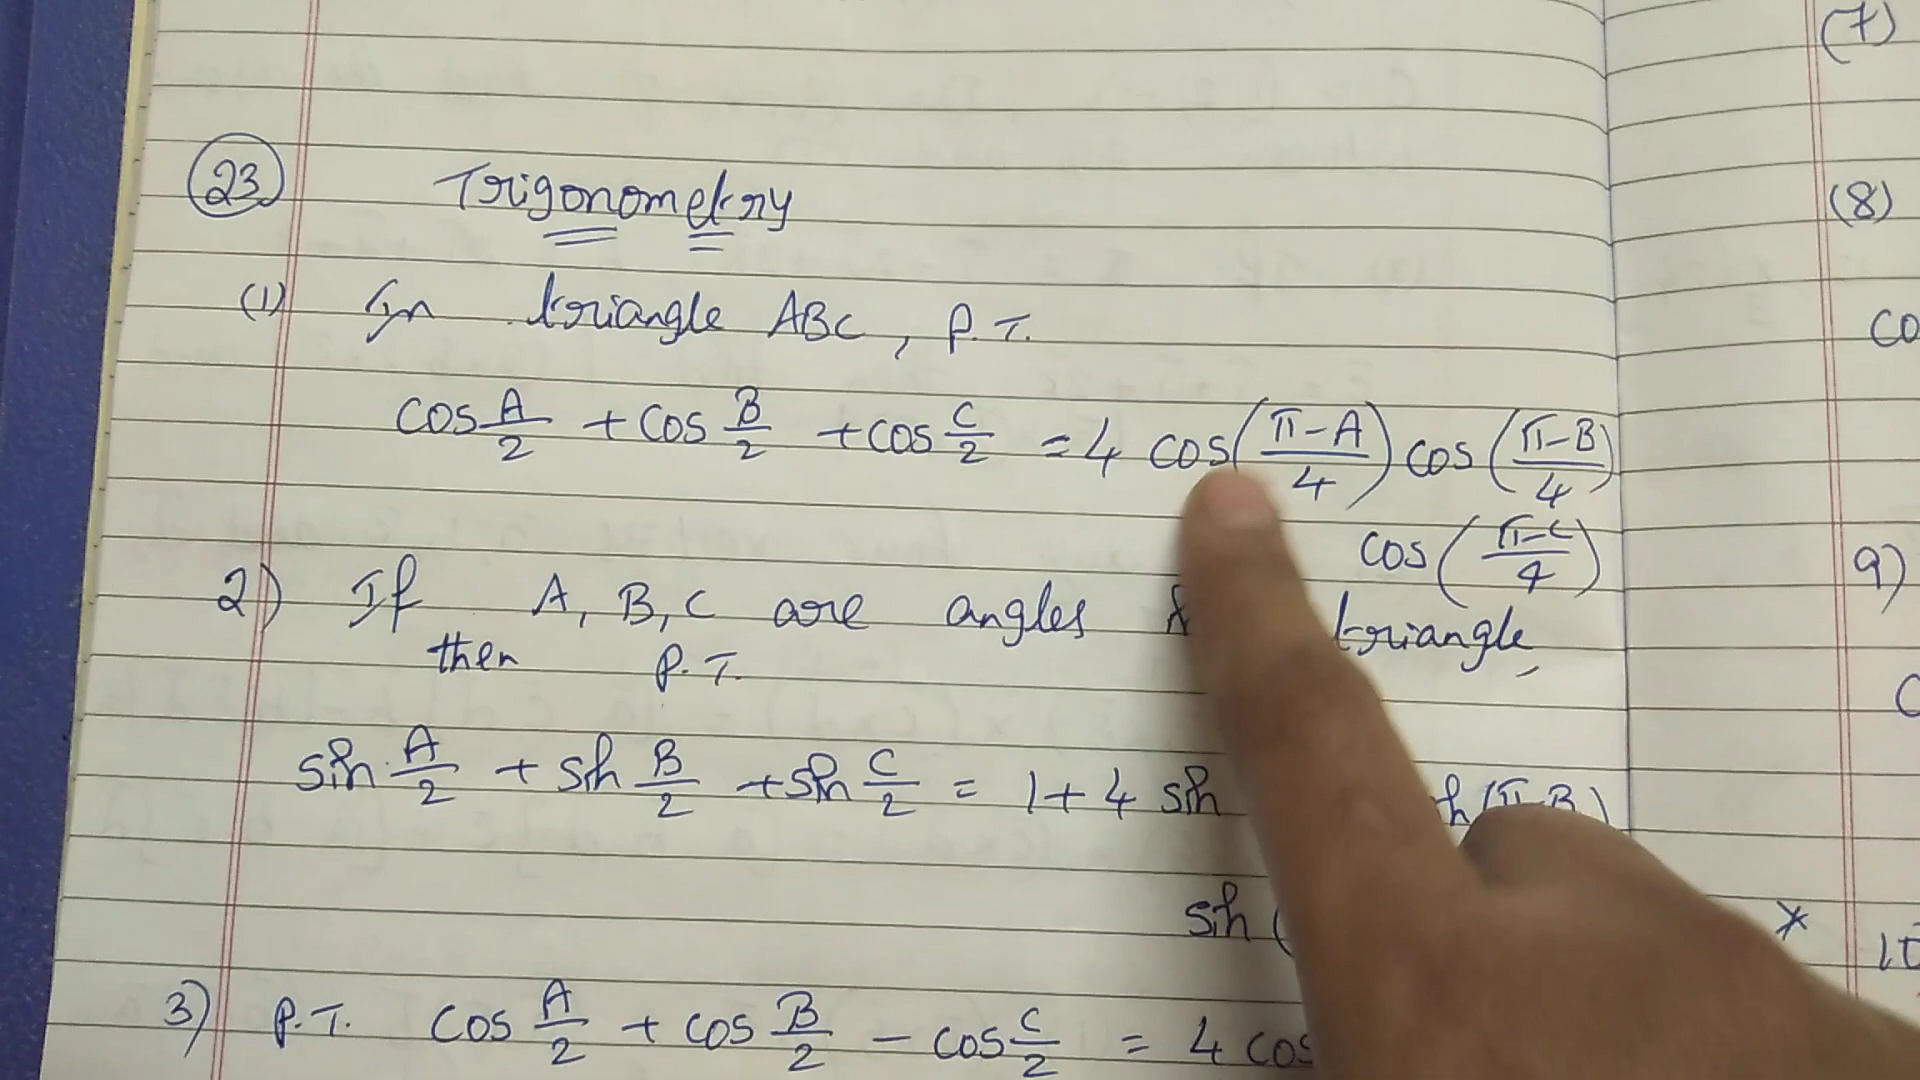 (23) Trigonometry
(1) In triangle ABC, P.T.
cos A/2 + cos B/2 + cos C/2 = 4 cos((π-A)/4) cos((π-B)/4)
cos((π-C)/4)
2) If A, B, C are angles triangle,
then P.T.
sin A/2 + sin B/2 + sin C/2 = 1 + 4 sin (π-B)
sin (
3) P.T. cos A/2 + cos B/2 - cos C/2 = 4 cos
(7)
(8)
co
9)
C
*
10